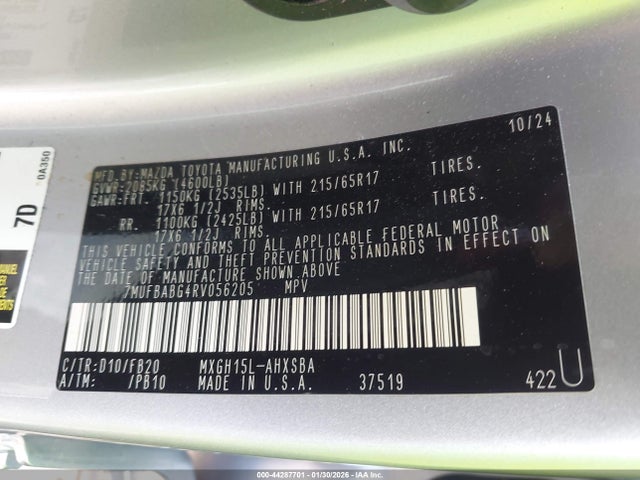 10/24
MFD.BY:MAZDA TOYOTA MANUFACTURING U.S.A. INC.
GVWR:2085KG (4600LB)
GAWR:FRT. 1150KG (2535LB) WITH 215/65R17 TIRES.
17X6 1/2J RIMS.
RR. 1100KG (2425LB) WITH 215/65R17 TIRES.
17X6 1/2J RIMS.
THIS VEHICLE CONFORMS TO ALL APPLICABLE FEDERAL MOTOR
VEHICLE SAFETY AND THEFT PREVENTION STANDARDS IN EFFECT ON
THE DATE OF MANUFACTURE SHOWN ABOVE
7MUFBABG4RV056205 MPV
C/TR:D10/FB20 MXGH15L-AHXSBA
A/TM: /PB10 MADE IN U.S.A. 37519 422U
7D
0A350
MANUEL
DE
IAA 000-44287701 - 01/30/2026 - IAA Inc.